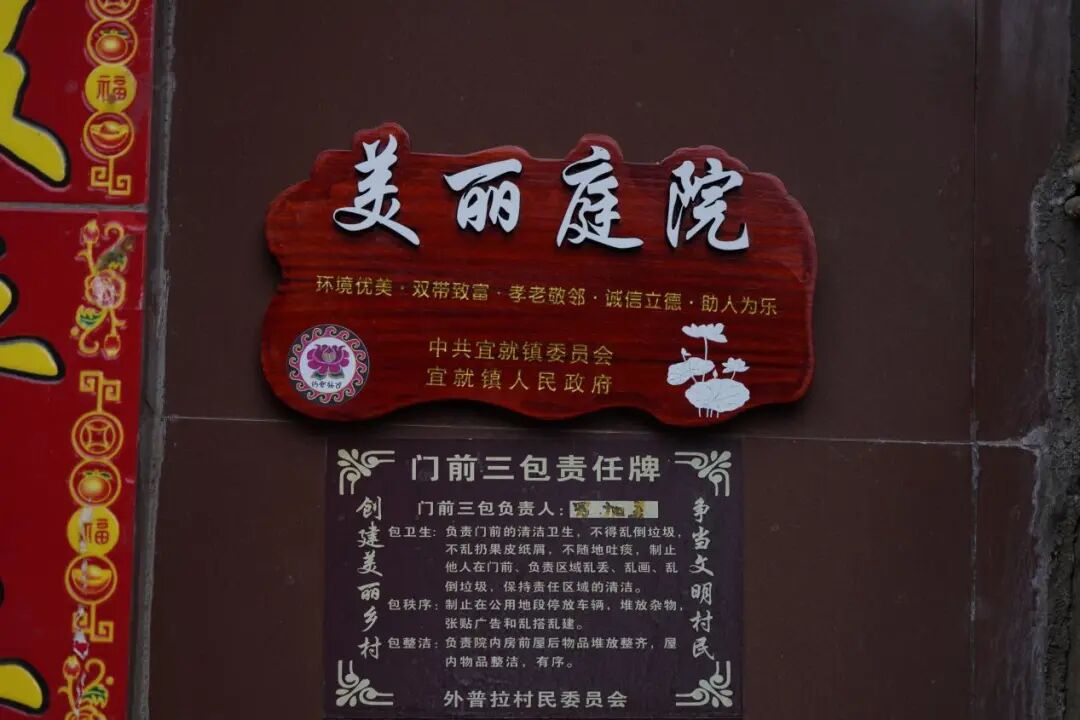 福
美丽庭院
环境优美·双带致富·孝老敬邻·诚信立德·助人为乐
中共宜就镇委员会
宜就镇人民政府
门前三包责任牌
门前三包负责人：
创建美丽乡村
包卫生：负责门前的清洁卫生，不得乱倒垃圾，
不乱扔果皮纸屑，不随地吐痰，制止
他人在门前、负责区域乱丢、乱画、乱
倒垃圾，保持责任区域的清洁。
包秩序：制止在公用地段停放车辆，堆放杂物，
张贴广告和乱搭乱建。
包整洁：负责院内房前屋后物品堆放整齐，屋
内物品整洁，有序。
争当文明村民
外普拉村民委员会
福